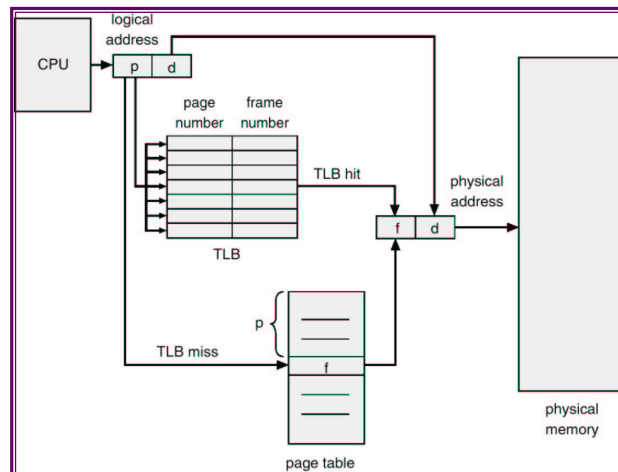 logical
address
CPU
p
d
page
number
frame
number
TLB hit
physical
address
f
d
TLB
p
TLB miss
f
physical
memory
page table